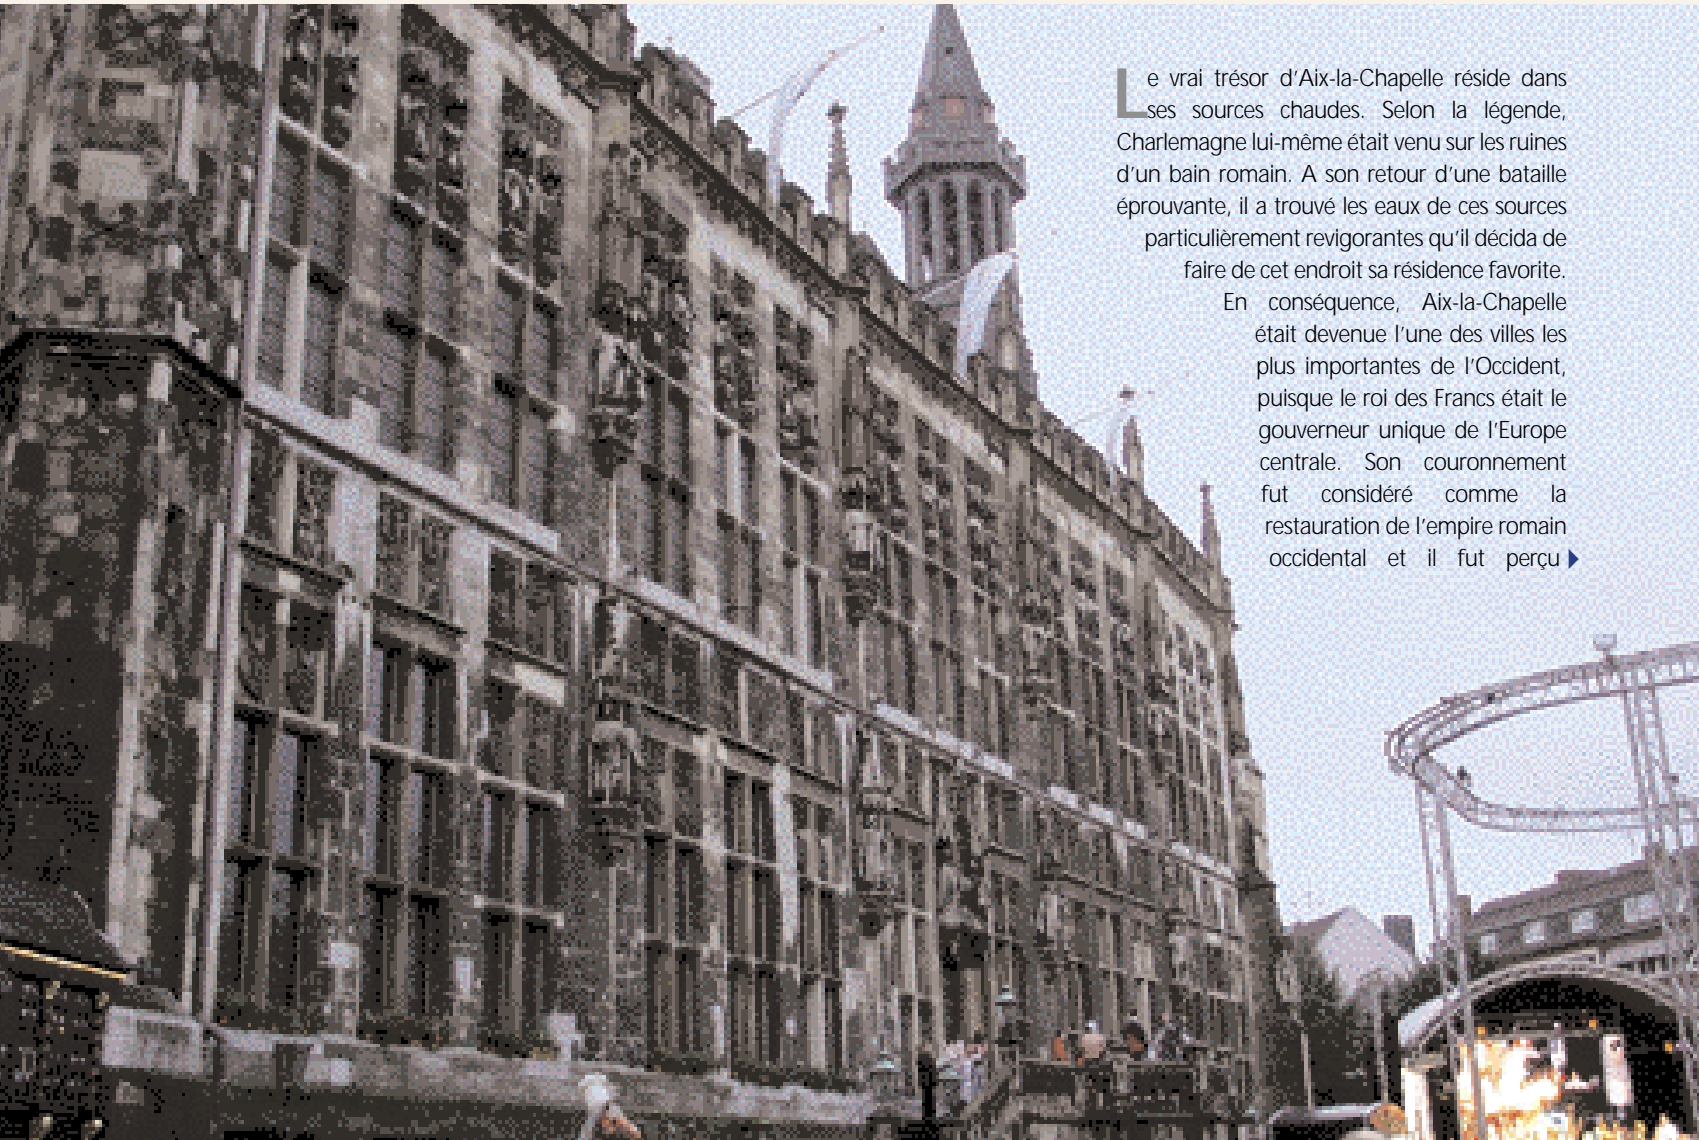 Le vrai trésor d'Aix-la-Chapelle réside dans
ses sources chaudes. Selon la légende,
Charlemagne lui-même était venu sur les ruines
d'un bain romain. A son retour d'une bataille
éprouvante, il a trouvé les eaux de ces sources
particulièrement revigorantes qu'il décida de
faire de cet endroit sa résidence favorite.
En conséquence, Aix-la-Chapelle
était devenue l'une des villes les
plus importantes de l'Occident,
puisque le roi des Francs était le
gouverneur unique de l'Europe
centrale. Son couronnement
fut considéré comme la
restauration de l'empire romain
occidental et il fut perçu